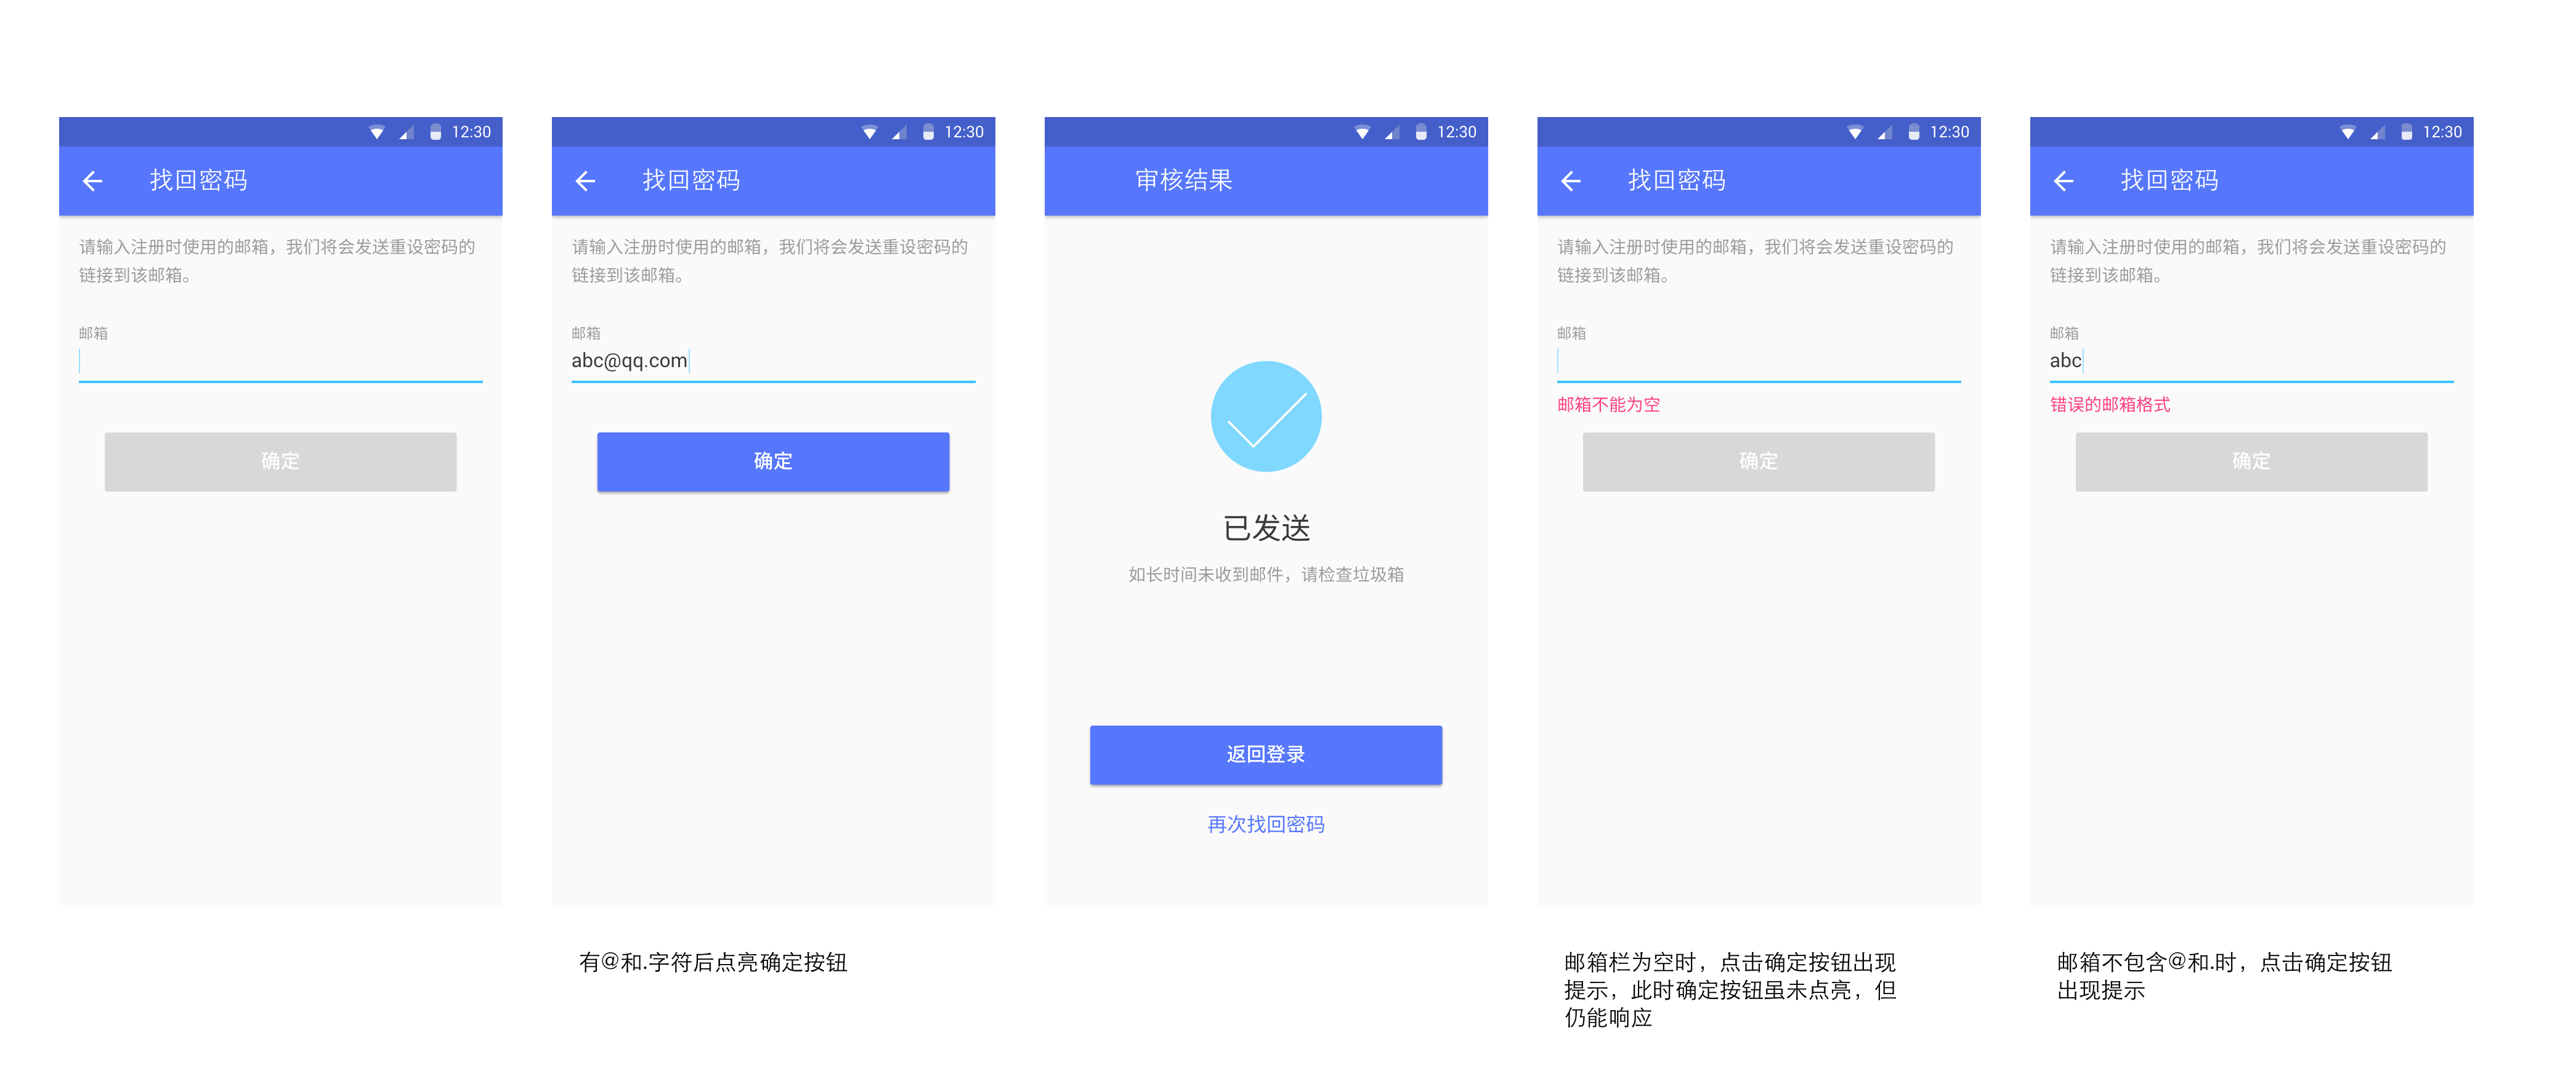 12:30
找回密码
请输入注册时使用的邮箱，我们将会发送重设密码的
链接到该邮箱。
邮箱
确定
12:30
找回密码
请输入注册时使用的邮箱，我们将会发送重设密码的
链接到该邮箱。
邮箱
abc@qq.com
确定
有@和.字符后点亮确定按钮
12:30
审核结果
已发送
如长时间未收到邮件，请检查垃圾箱
返回登录
再次找回密码
12:30
找回密码
请输入注册时使用的邮箱，我们将会发送重设密码的
链接到该邮箱。
邮箱
邮箱不能为空
确定
邮箱栏为空时，点击确定按钮出现
提示，此时确定按钮虽未点亮，但
仍能响应
12:30
找回密码
请输入注册时使用的邮箱，我们将会发送重设密码的
链接到该邮箱。
邮箱
abc
错误的邮箱格式
确定
邮箱不包含@和.时，点击确定按钮
出现提示